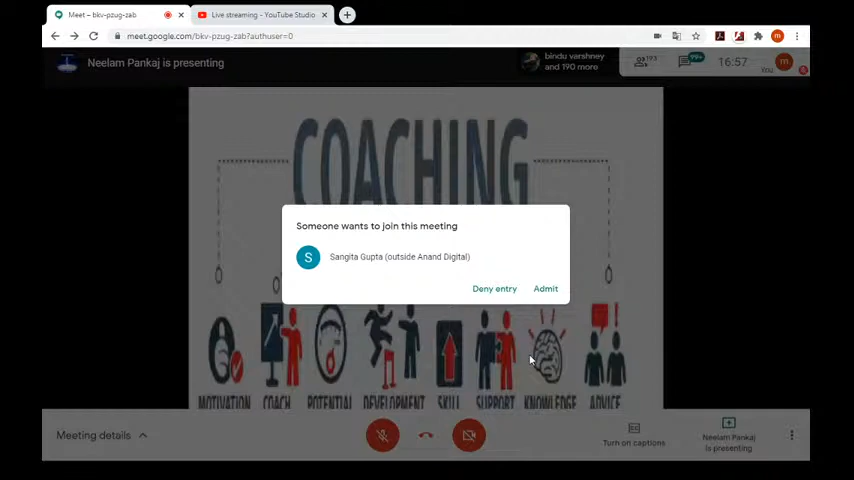 Meet – bkv-pzug-zab
Live streaming - YouTube Studio
meet.google.com/bkv-pzug-zab?authuser=0
m
Neelam Pankaj is presenting
bindu varshney
and 190 more
193
99+
16:57
You
m
COACHING
Someone wants to join this meeting
S
Sangita Gupta (outside Anand Digital)
Deny entry
Admit
MOTIVATION
COACH
POTENTIAL
DEVELOPMENT
SKILL
SUPPORT
KNOWLEDGE
ADVICE
Meeting details
Turn on captions
Neelam Pankaj
is presenting